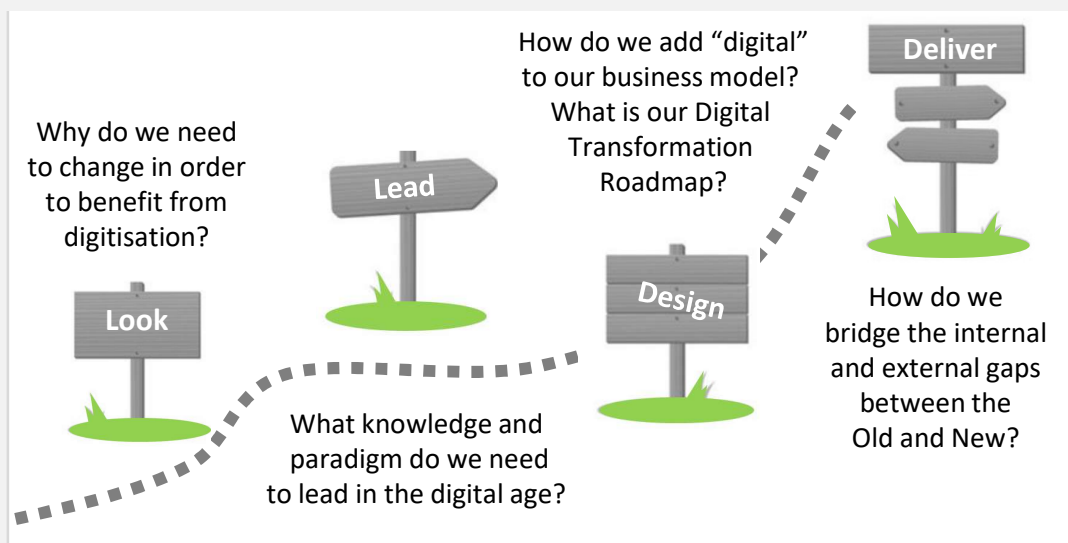 Why do we need
to change in order
to benefit from
digitisation?
Look
Lead
What knowledge and
paradigm do we need
to lead in the digital age?
How do we add “digital”
to our business model?
What is our Digital
Transformation
Roadmap?
Design
Deliver
How do we
bridge the internal
and external gaps
between the
Old and New?